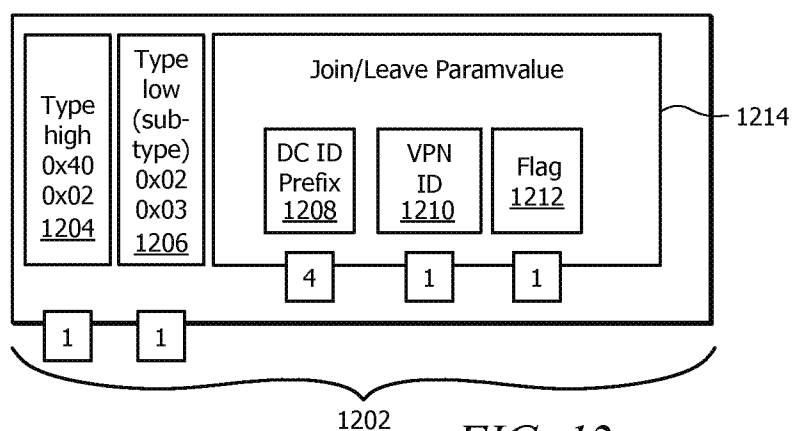 Type
high
0x40
0x02
1204
Type
low
(sub-
type)
0x02
0x03
1206
Join/Leave Paramvalue
DC ID
Prefix
1208
VPN
ID
1210
Flag
1212
1214
4
1
1
1
1
1202